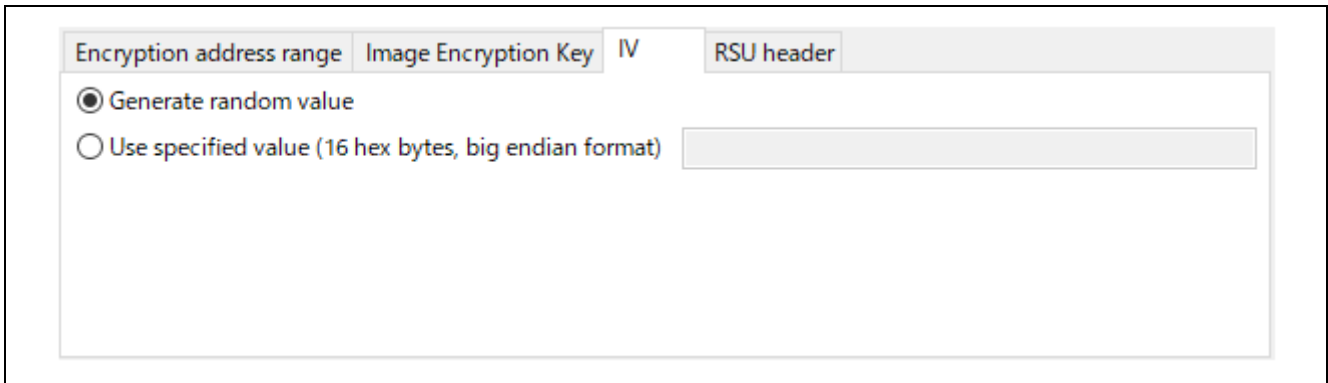 Encryption address range Image Encryption Key IV RSU header
Generate random value
Use specified value (16 hex bytes, big endian format)